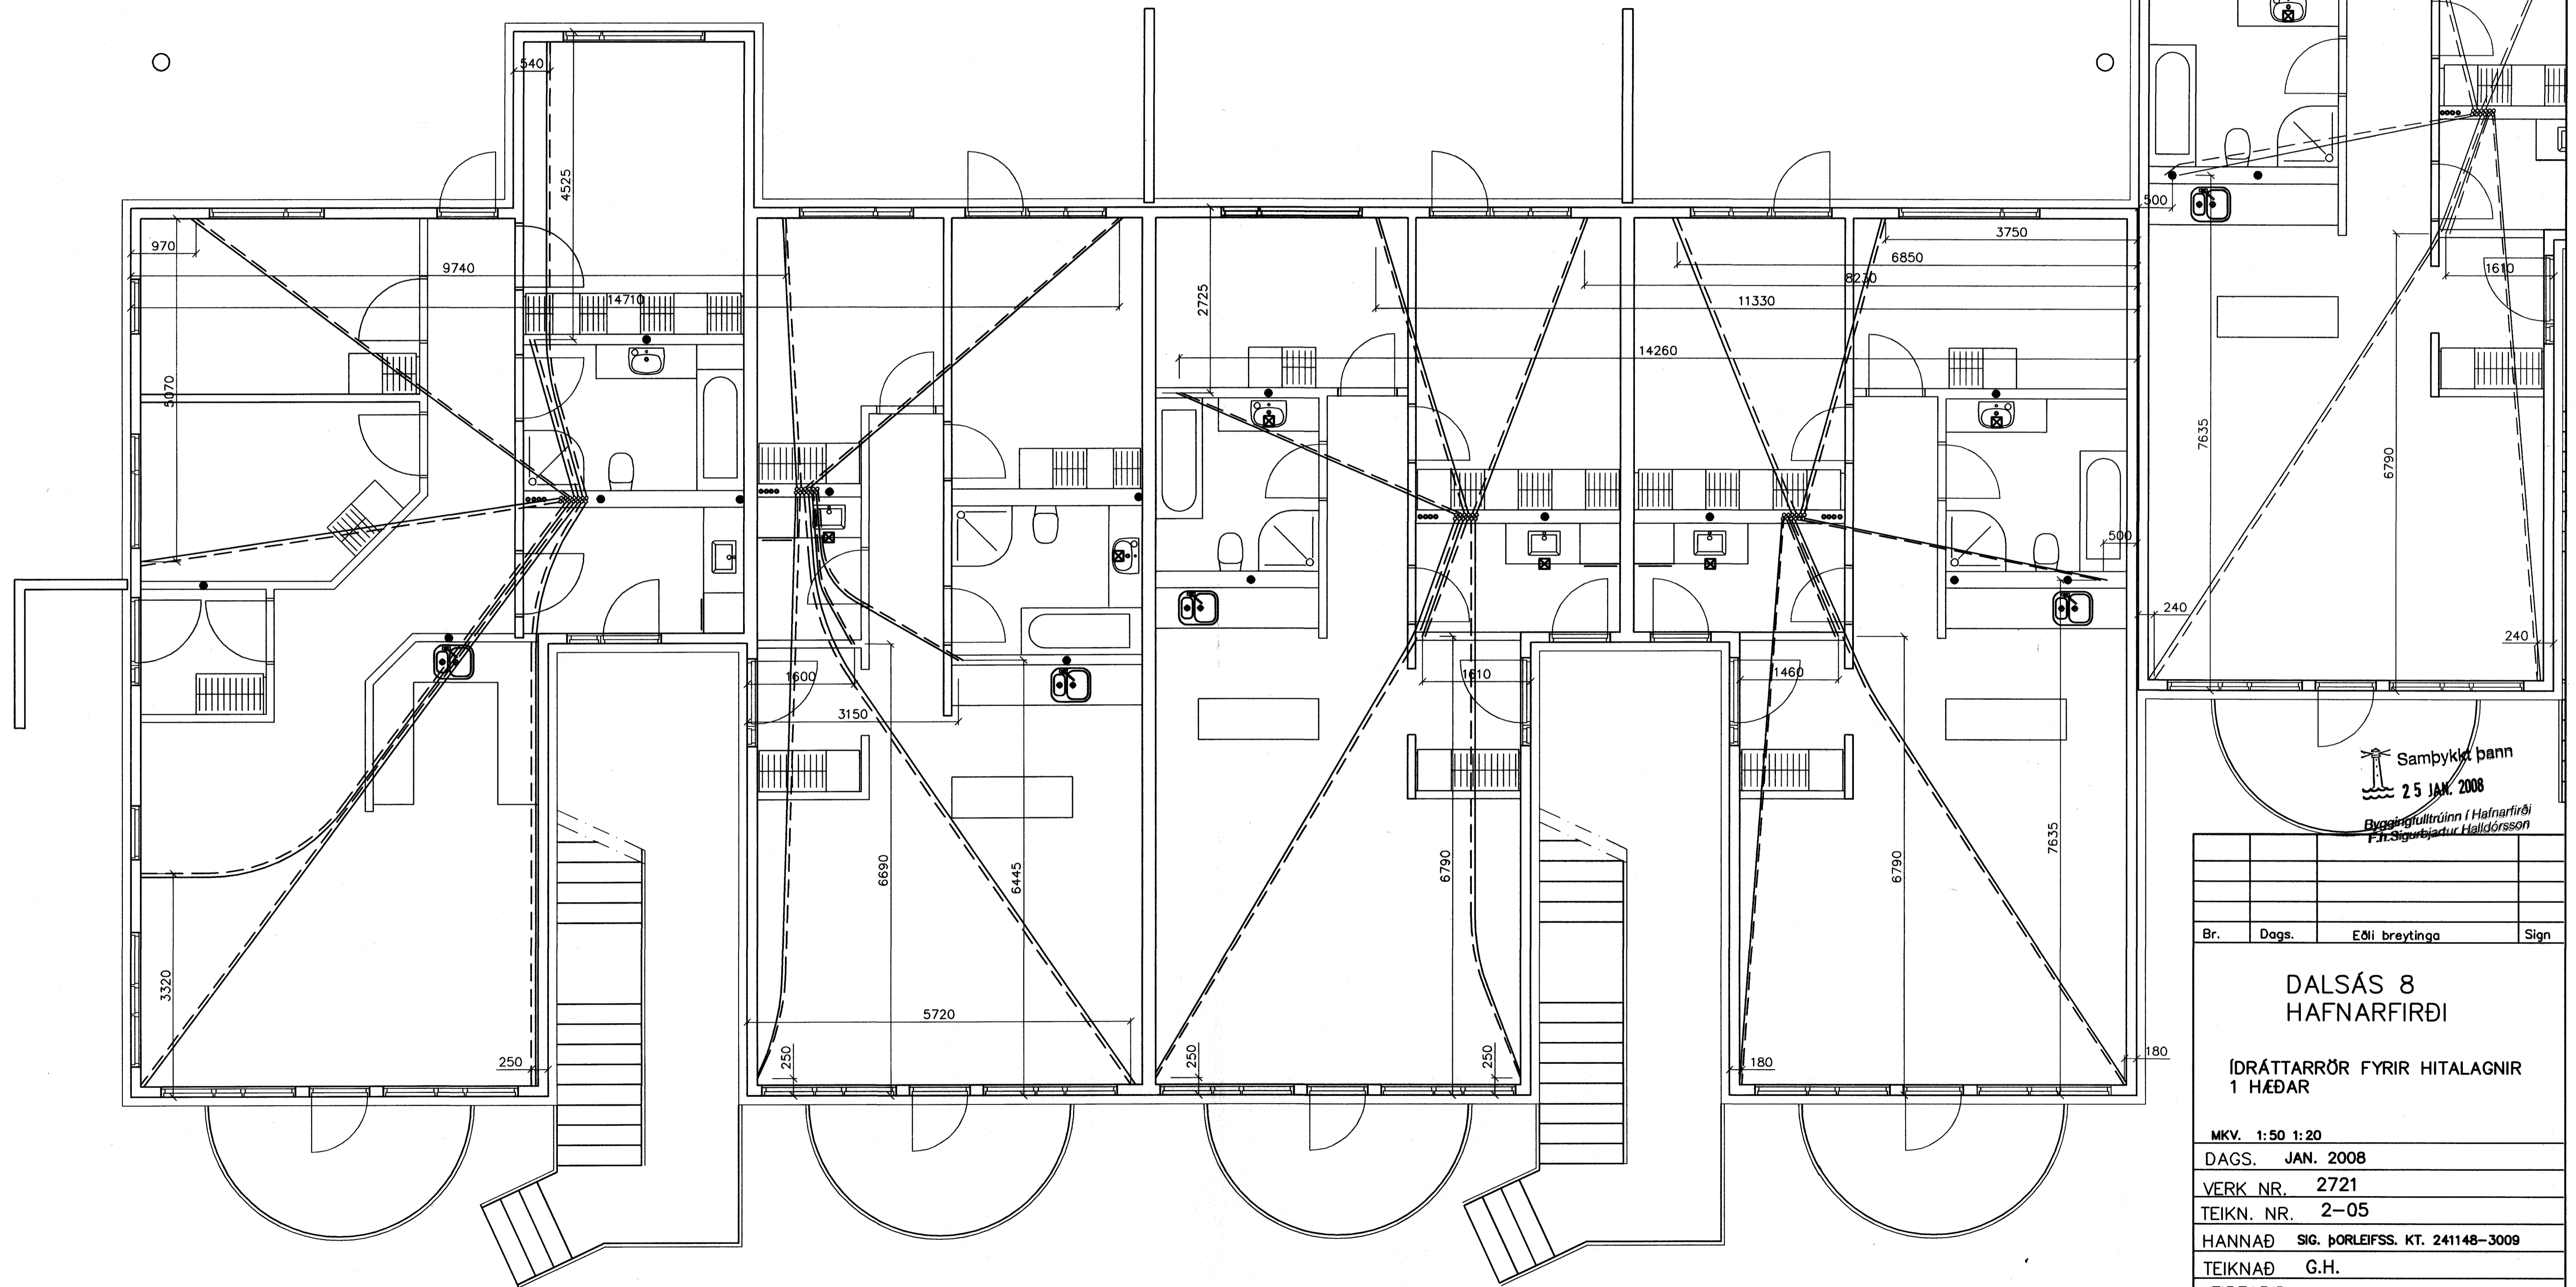 540
4525
970
9740
14710
5070
3320
250
1600
3150
6690
6445
5720
250
2725
3750
6850
8230
11330
14260
1610
6790
250
250
1460
6790
7635
500
240
180
180
500
7635
6790
1610
240
Samþykkt þann
25 JAN. 2008
Byggingfulltrúinn í Hafnarfirði
F.h. Sigurbjartur Halldórsson
Br. Dags. Eðli breytinga Sign
DALSÁS 8
HAFNARFIRÐI
ÍDRÁTTARRÖR FYRIR HITALAGNIR
1 HÆÐAR
MKV. 1:50 1:20
DAGS. JAN. 2008
VERK NR. 2721
TEIKN. NR. 2-05
HANNAÐ SIG. ÞORLEIFSS. KT. 241148-3009
TEIKNAÐ G.H.